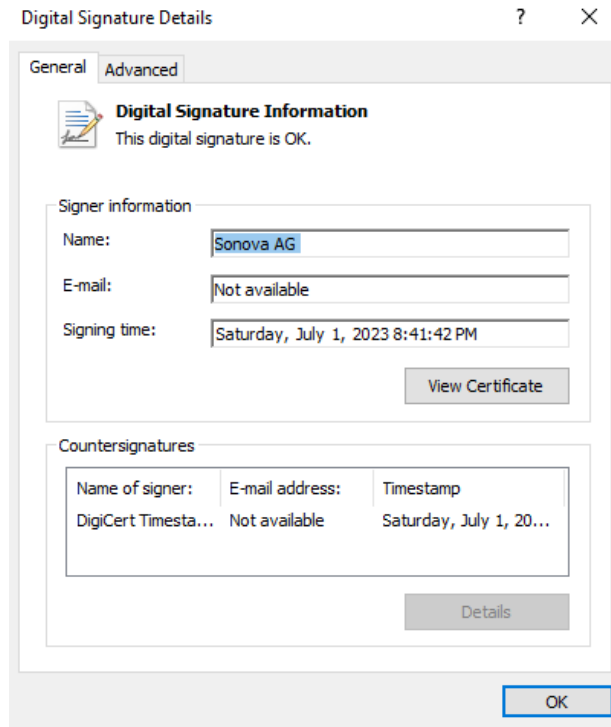 Digital Signature Details ? X
General Advanced
Digital Signature Information
This digital signature is OK.
Signer information
Name: Sonova AG
E-mail: Not available
Signing time: Saturday, July 1, 2023 8:41:42 PM
View Certificate
Countersignatures
Name of signer: E-mail address: Timestamp
DigiCert Timesta... Not available Saturday, July 1, 20...
Details
OK